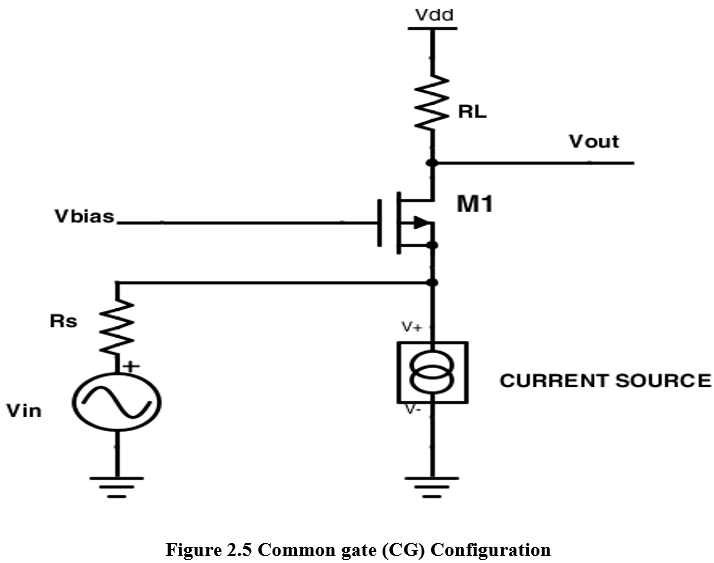 Vdd
RL
Vout
M1
Vbias
Rs
V+
+
CURRENT SOURCE
Vin
V-
Figure 2.5 Common gate (CG) Configuration